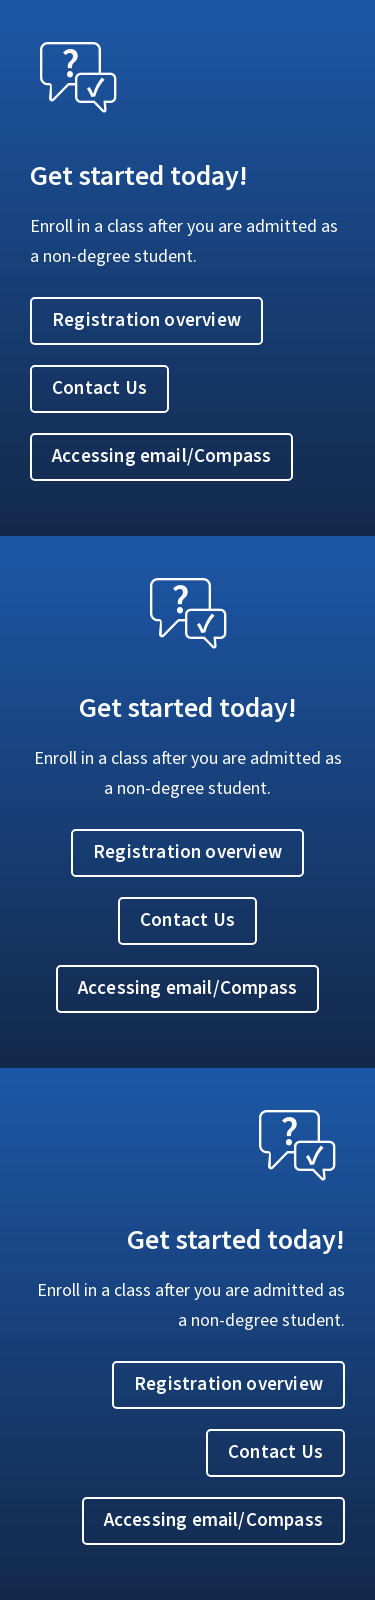 Get started today!
Enroll in a class after you are admitted as
a non-degree student.
Registration overview
Contact Us
Accessing email/Compass
Get started today!
Enroll in a class after you are admitted as
a non-degree student.
Registration overview
Contact Us
Accessing email/Compass
Get started today!
Enroll in a class after you are admitted as
a non-degree student.
Registration overview
Contact Us
Accessing email/Compass